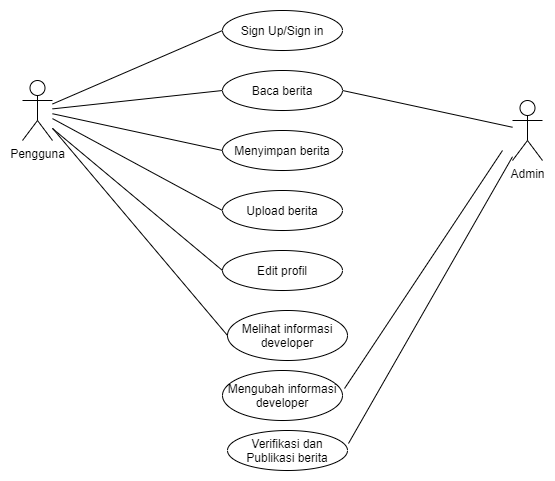 Sign Up/Sign in
Baca berita
Pengguna
Menyimpan berita
Admin
Upload berita
Edit profil
Melihat informasi
developer
Mengubah informasi
developer
Verifikasi dan
Publikasi berita